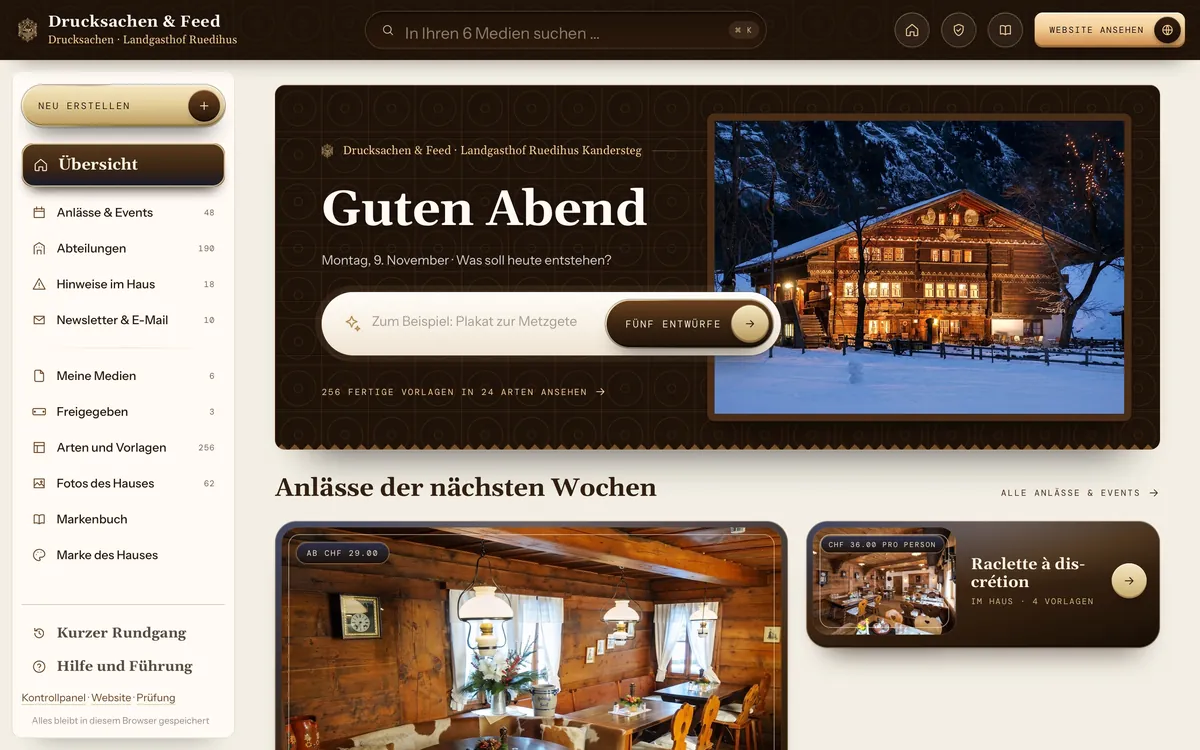 Drucksachen & Feed
Drucksachen · Landgasthof Ruedihus
In Ihren 6 Medien suchen ...
⌘ K
WEBSITE ANSEHEN
NEU ERSTELLEN
Übersicht
Anlässe & Events 48
Abteilungen 190
Hinweise im Haus 18
Newsletter & E-Mail 10
Meine Medien 6
Freigegeben 3
Arten und Vorlagen 256
Fotos des Hauses 62
Markenbuch
Marke des Hauses
Kurzer Rundgang
Hilfe und Führung
Kontrollpanel · Website · Prüfung
Alles bleibt in diesem Browser gespeichert
Drucksachen & Feed · Landgasthof Ruedihus Kandersteg
Guten Abend
Montag, 9. November · Was soll heute entstehen?
Zum Beispiel: Plakat zur Metzgete
FÜNF ENTWÜRFE
256 FERTIGE VORLAGEN IN 24 ARTEN ANSEHEN
Anlässe der nächsten Wochen
ALLE ANLÄSSE & EVENTS
AB CHF 29.00
CHF 36.00 PRO PERSON
Raclette à dis-
crétion
IM HAUS · 4 VORLAGEN